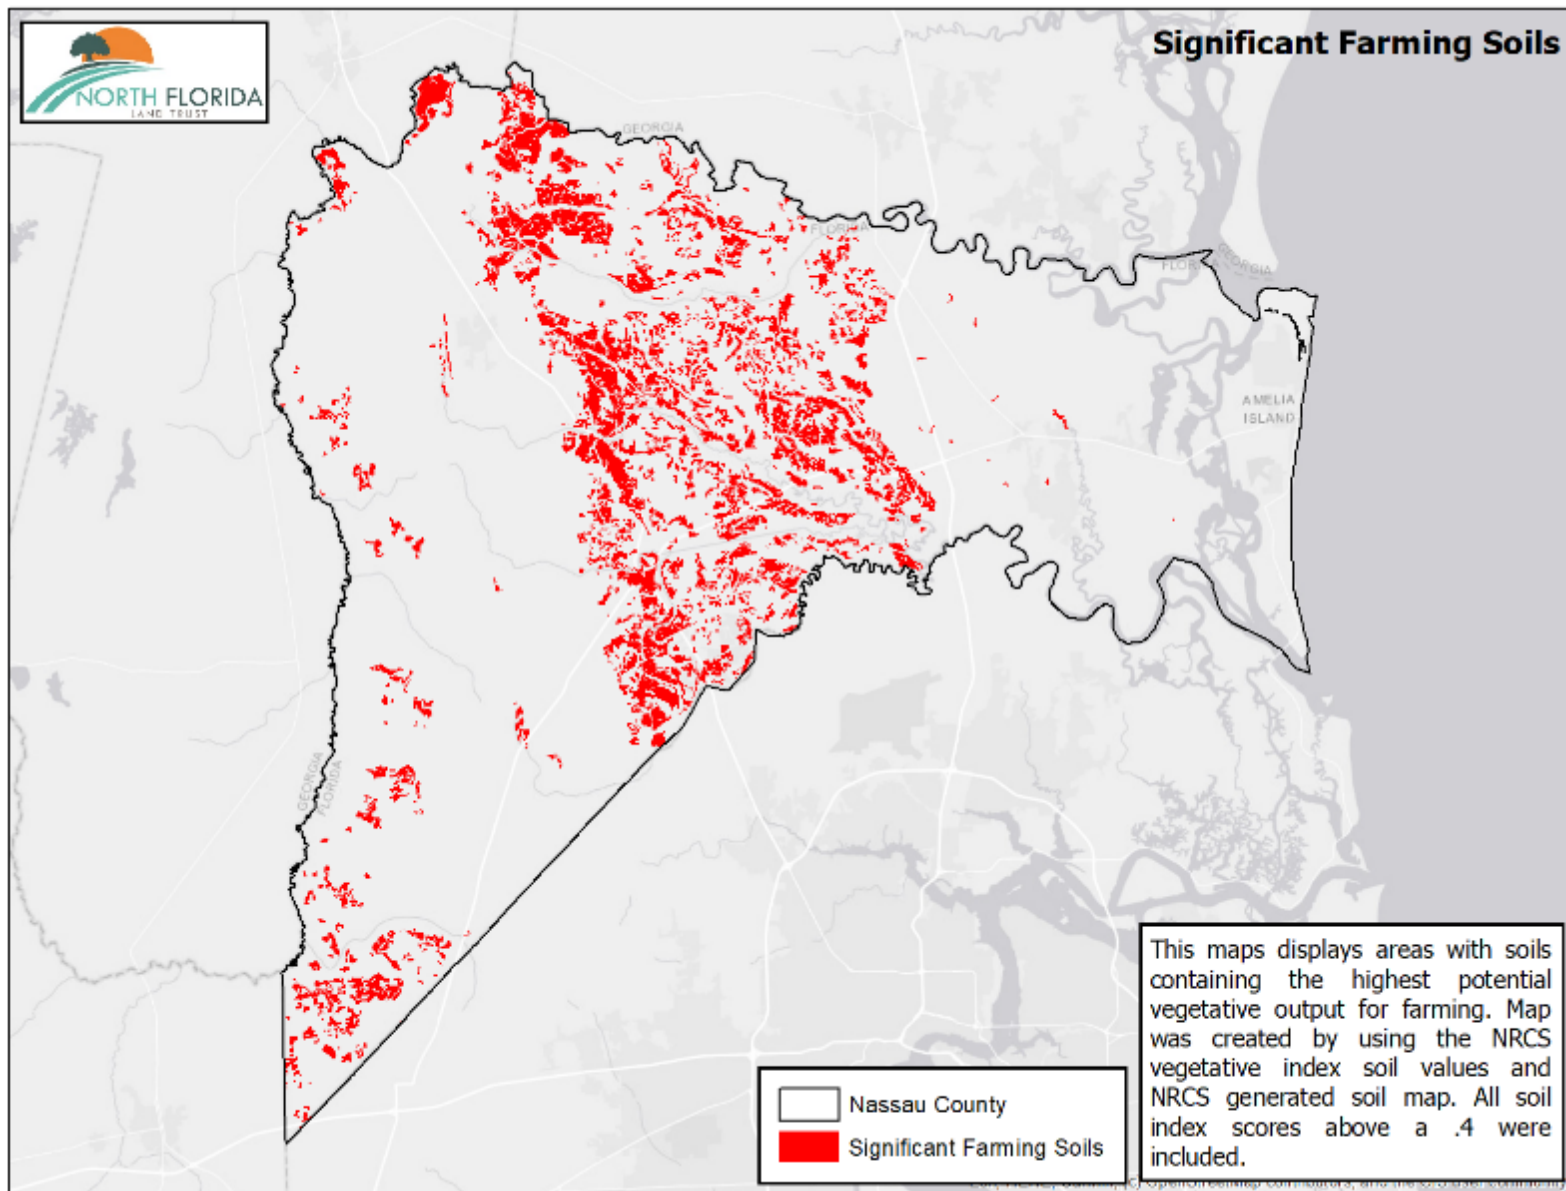 Significant Farming Soils
NORTH FLORIDA
LAND TRUST
GEORGIA
FLORIDA
GEORGIA
FLORIDA
AMELIA
ISLAND
GEORGIA
FLORIDA
This maps displays areas with soils
containing the highest potential
vegetative output for farming. Map
was created by using the NRCS
vegetative index soil values and
NRCS generated soil map. All soil
index scores above a .4 were
included.
Nassau County
Significant Farming Soils